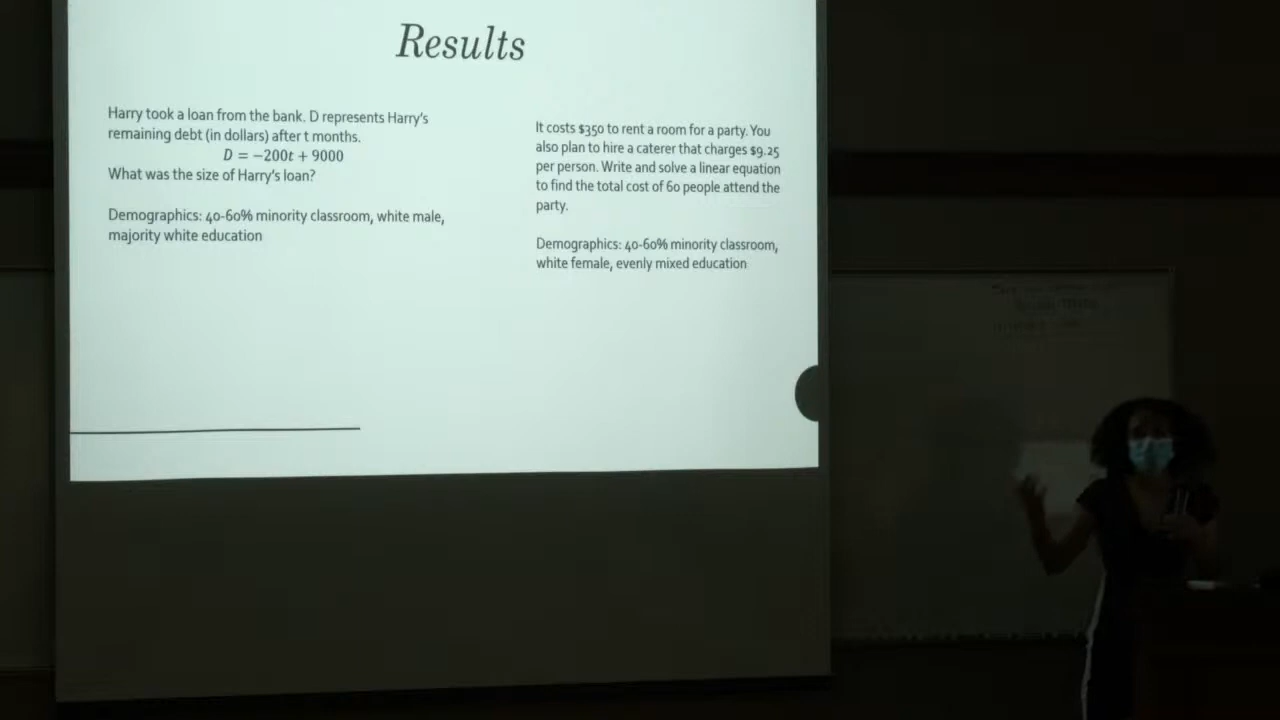 Results
Harry took a loan from the bank. D represents Harry's
remaining debt (in dollars) after t months.
D = −200t + 9000
What was the size of Harry's loan?
Demographics: 40-60% minority classroom, white male,
majority white education
It costs $350 to rent a room for a party. You
also plan to hire a caterer that charges $9.25
per person. Write and solve a linear equation
to find the total cost of 60 people attend the
party.
Demographics: 40-60% minority classroom,
white female, evenly mixed education